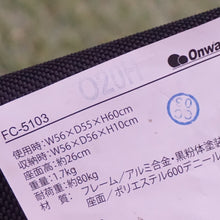 Onwa
O20H
FC-5103
使用時：W56×D55×H60cm
収納時：W56×D56×H10cm
座面高：約26cm
重量：1.7kg
耐荷重：約80kg
材質：フレーム／アルミ合金・黒粉体塗装
座面／ポリエステル600デニール